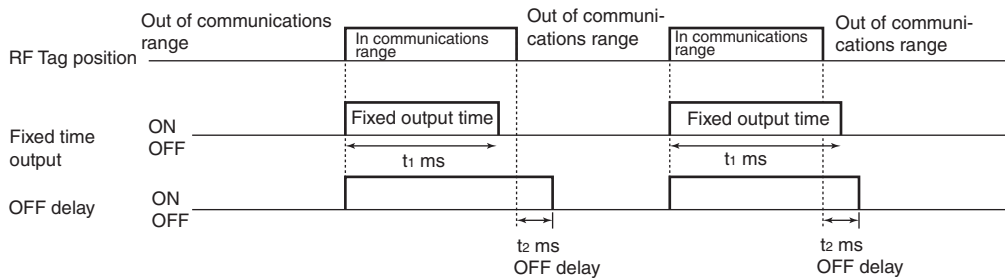 Out of communications
range
In communications
range
Out of communi-
cations range
In communications
range
Out of communi-
cations range
RF Tag position
Fixed time
output
ON
OFF
Fixed output time
t1 ms
Fixed output time
t1 ms
OFF delay
ON
OFF
t2 ms
OFF delay
t2 ms
OFF delay